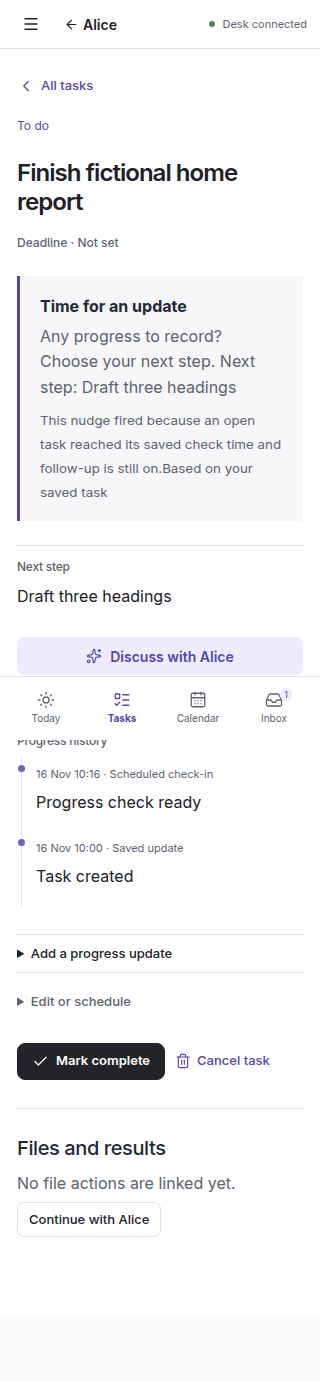 Alice
Desk connected
All tasks
To do
Finish fictional home
report
Deadline · Not set
Time for an update
Any progress to record?
Choose your next step. Next
step: Draft three headings
This nudge fired because an open
task reached its saved check time and
follow-up is still on.Based on your
saved task
Next step
Draft three headings
Discuss with Alice
Today
Tasks
Calendar
1
Inbox
Progress history
16 Nov 10:16 · Scheduled check-in
Progress check ready
16 Nov 10:00 · Saved update
Task created
Add a progress update
Edit or schedule
Mark complete
Cancel task
Files and results
No file actions are linked yet.
Continue with Alice